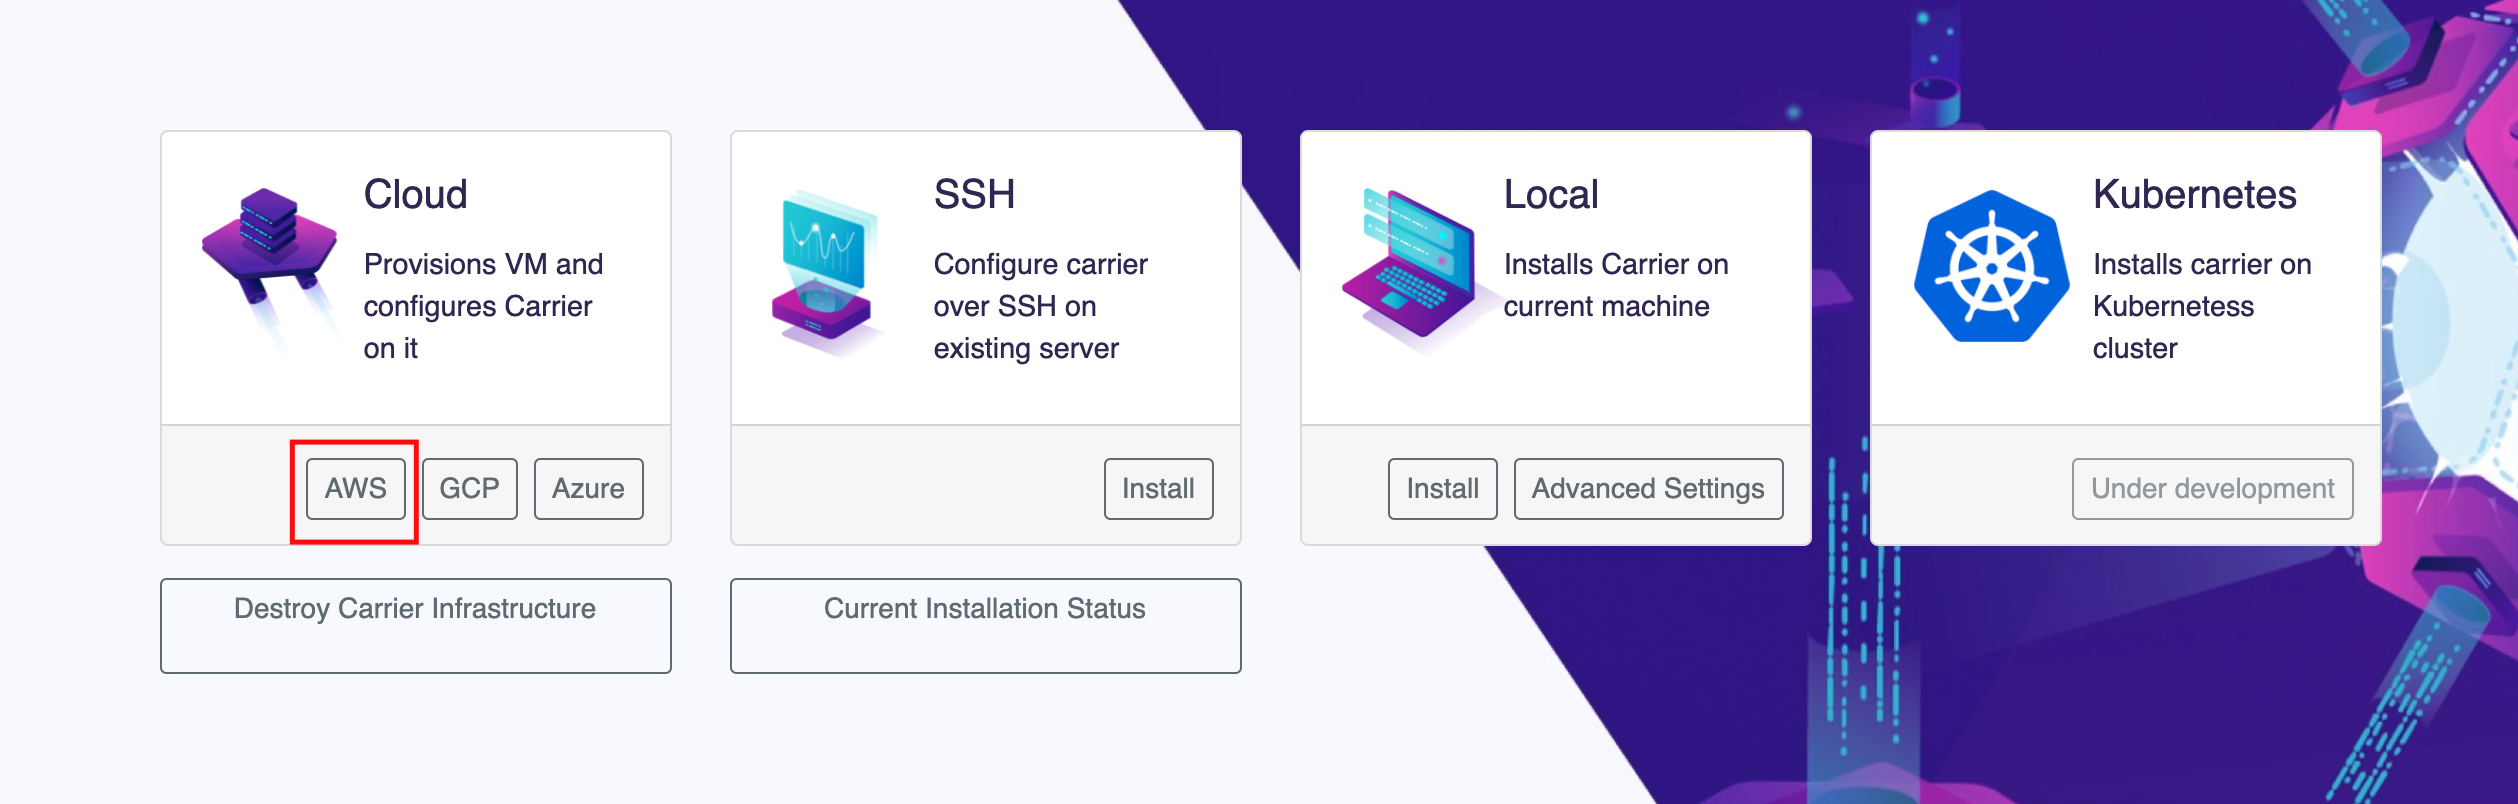 Cloud
Provisions VM and
configures Carrier
on it
AWS
GCP
Azure
SSH
Configure carrier
over SSH on
existing server
Install
Local
Installs Carrier on
current machine
Install
Advanced Settings
Kubernetes
Installs carrier on
Kubernetess
cluster
Under development
Destroy Carrier Infrastructure
Current Installation Status